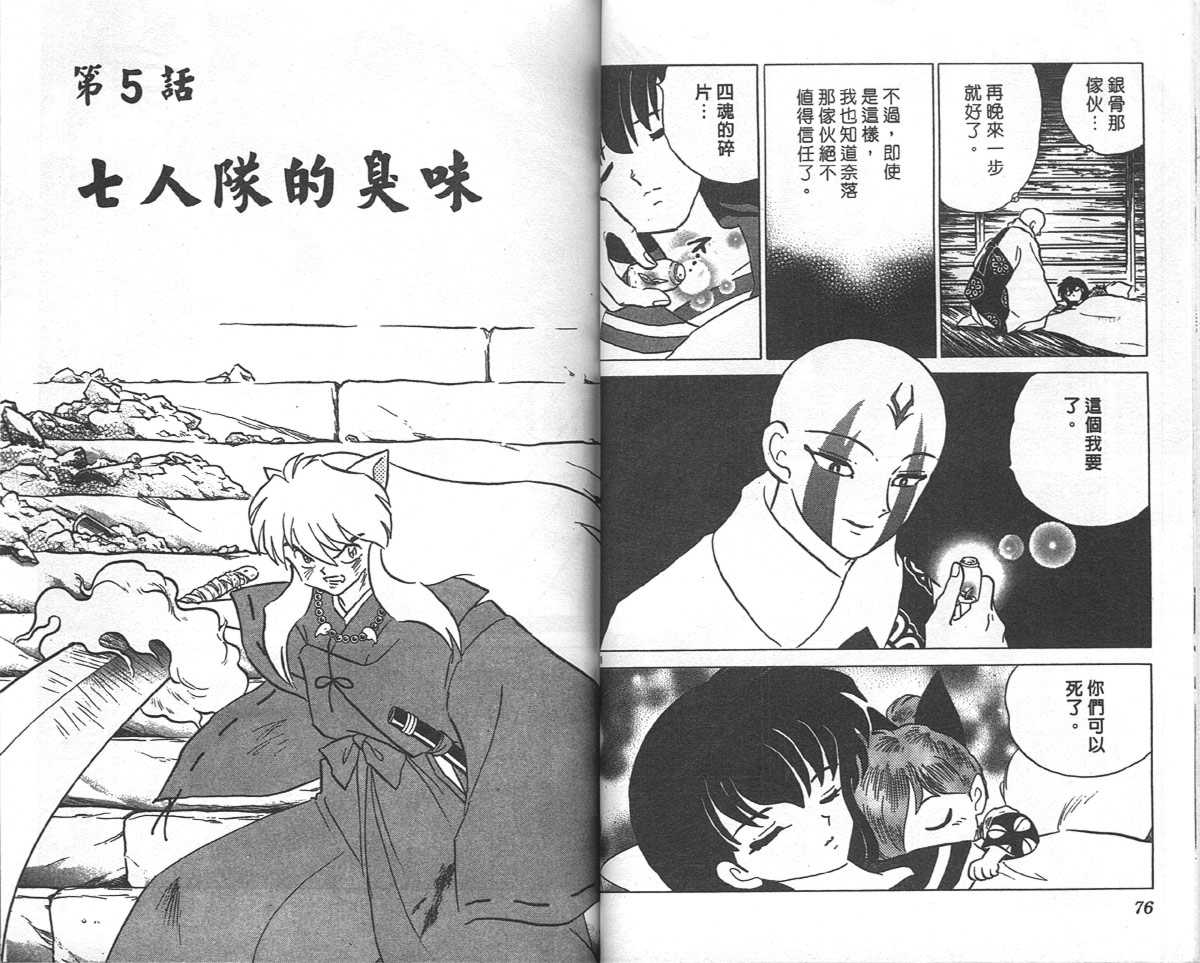 銀骨那
傢伙…
再晚來一步
就好了。
不過，即使
是這樣，
我也知道奈落
那傢伙絕不
值得信任了。
四魂的碎
片…
這個我要
了。
你們可以
死了。
76
第5話
七人隊的臭味